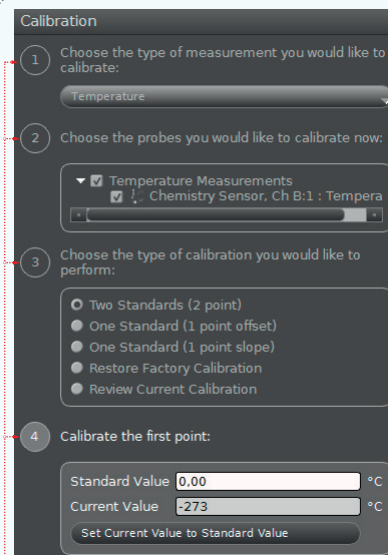 Calibration
1
Choose the type of measurement you would like to
calibrate:
Temperature
2
Choose the probes you would like to calibrate now:
Temperature Measurements
Chemistry Sensor, Ch B:1 : Tempera
3
Choose the type of calibration you would like to
perform:
Two Standards (2 point)
One Standard (1 point offset)
One Standard (1 point slope)
Restore Factory Calibration
Review Current Calibration
4
Calibrate the first point:
Standard Value 0,00 °C
Current Value -273 °C
Set Current Value to Standard Value